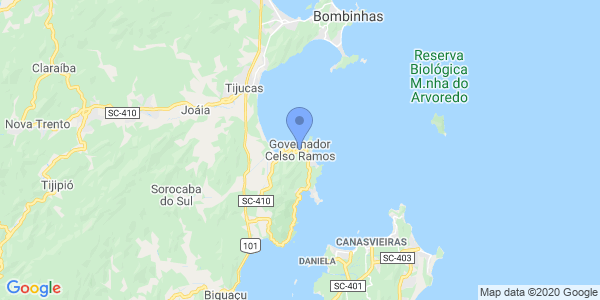 Bombinhas
Reserva
Biológica
M.nha do
Arvoredo
Claraíba
Tijucas
SC-410
Joáia
Nova Trento
Governador
Celso Ramos
Tijipió
Sorocaba
do Sul
SC-410
101
CANASVIEIRAS
DANIELA
SC-403
SC-401
Biguaçu
Google
Map data ©2020 Google